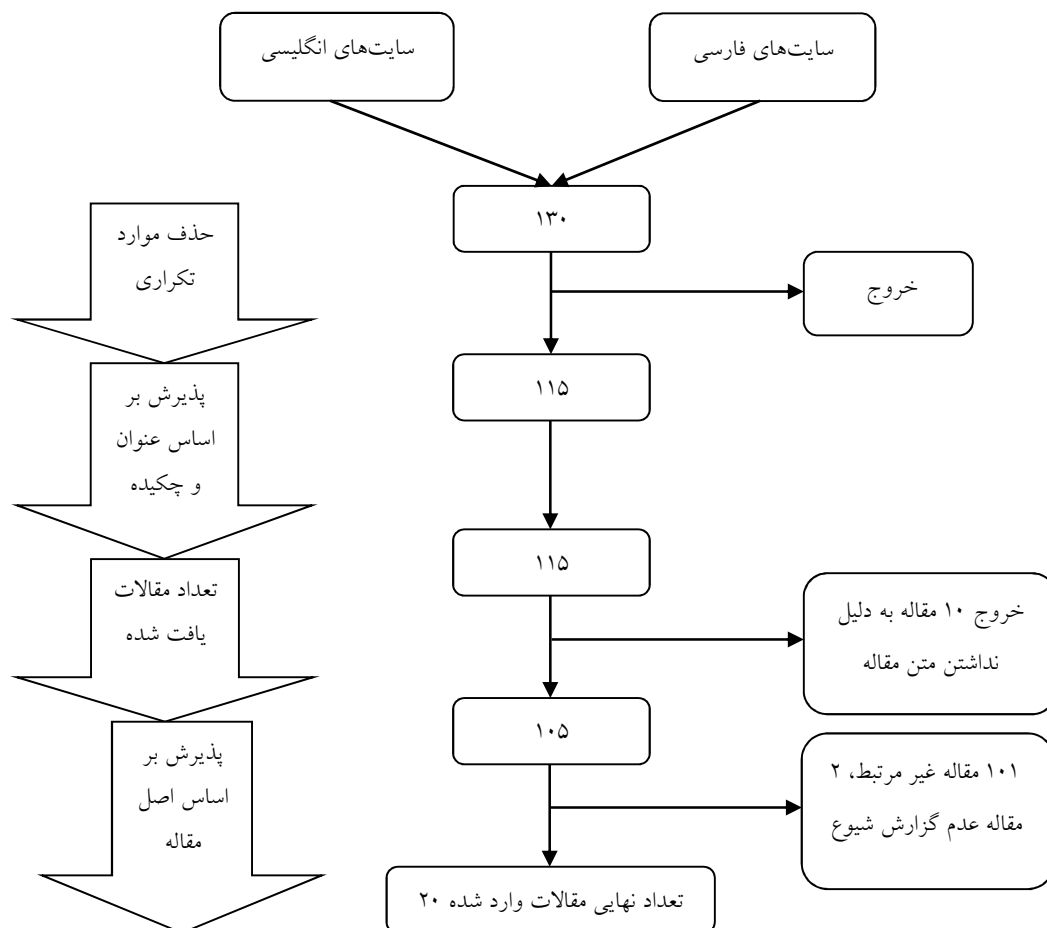 سایت‌های فارسی
سایت‌های انگلیسی
۱۳۰
حذف موارد
تکراری
خروج
۱۱۵
پذیرش بر
اساس عنوان
و چکیده
۱۱۵
تعداد مقالات
یافت شده
خروج ۱۰ مقاله به دلیل
نداشتن متن مقاله
۱۰۵
پذیرش بر
اساس اصل
مقاله
۱۰۱ مقاله غیر مرتبط، ۲
مقاله عدم گزارش شیوع
تعداد نهایی مقالات وارد شده ۲۰